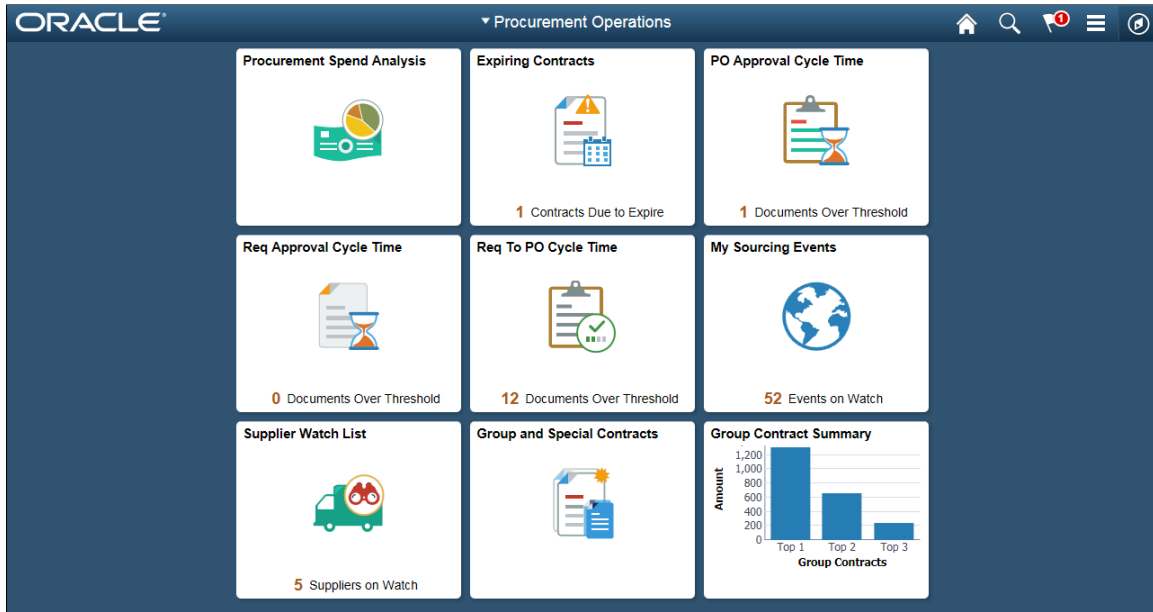 ORACLE®
Procurement Operations
1
Procurement Spend Analysis
Expiring Contracts
1 Contracts Due to Expire
PO Approval Cycle Time
1 Documents Over Threshold
Req Approval Cycle Time
0 Documents Over Threshold
Req To PO Cycle Time
12 Documents Over Threshold
My Sourcing Events
52 Events on Watch
Supplier Watch List
5 Suppliers on Watch
Group and Special Contracts
Group Contract Summary
Amount
1,200
1,000
800
600
400
200
0
Top 1 Top 2 Top 3
Group Contracts